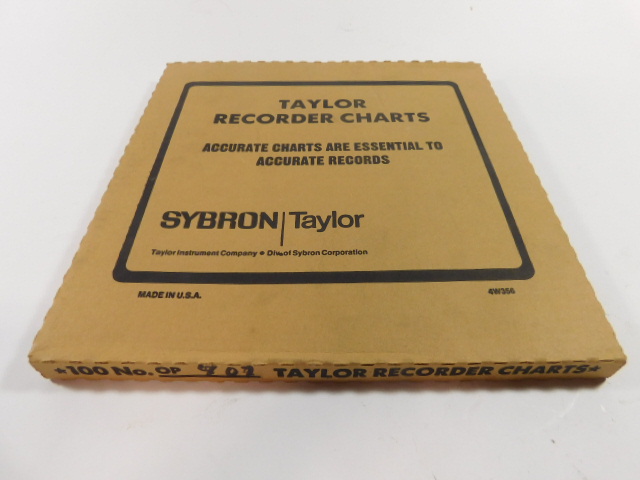 TAYLOR
RECORDER CHARTS
ACCURATE CHARTS ARE ESSENTIAL TO
ACCURATE RECORDS
SYBRON | Taylor
Taylor Instrument Company • Div. of Sybron Corporation
MADE IN U.S.A. 4W356
*100 No. OP 902 TAYLOR RECORDER CHARTS*